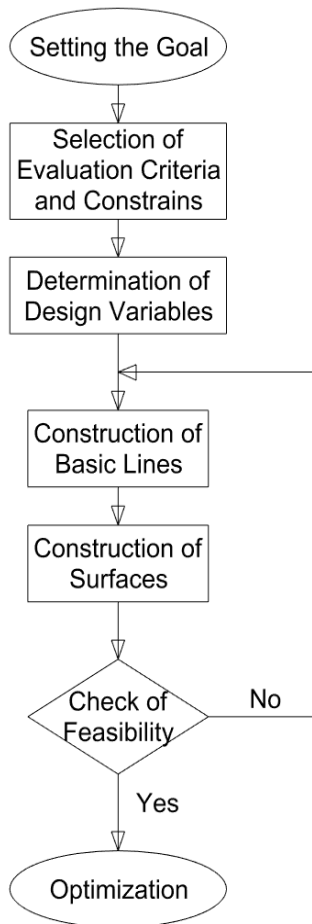 Setting the Goal
Selection of
Evaluation Criteria
and Constrains
Determination of
Design Variables
Construction of
Basic Lines
Construction of
Surfaces
Check of
Feasibility
No
Yes
Optimization